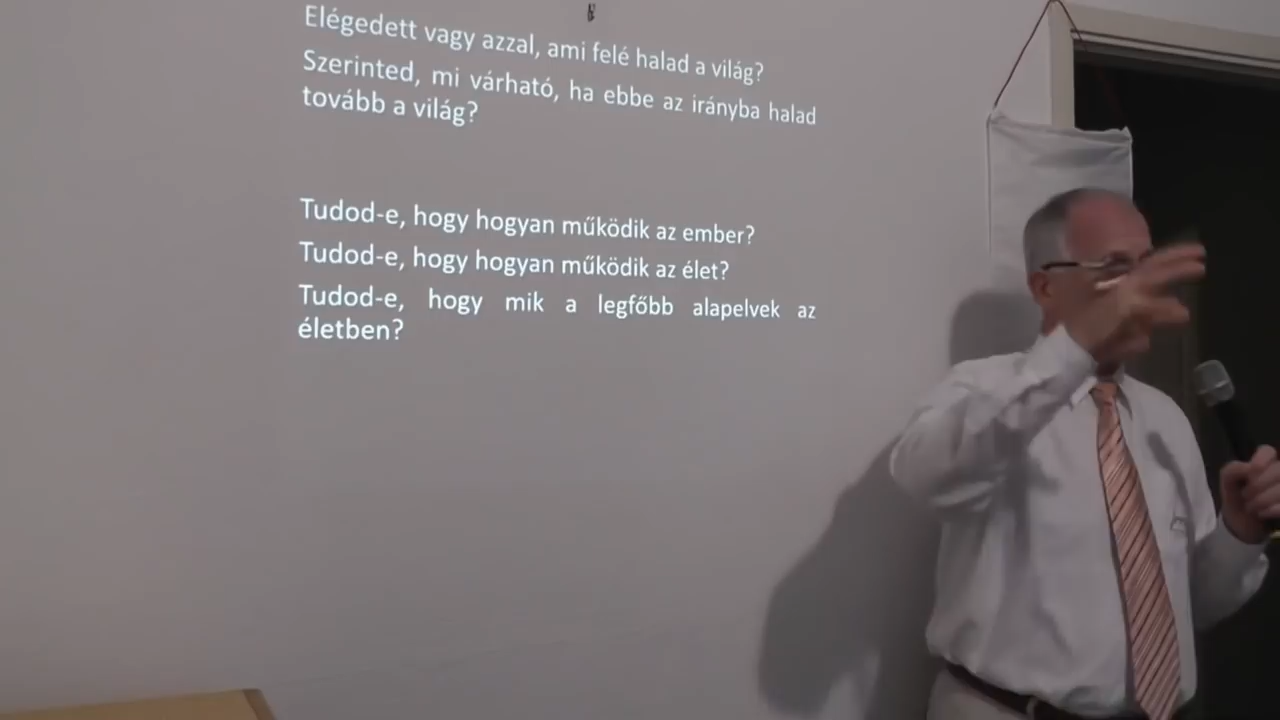 Elégedett vagy azzal, ami felé halad a világ?
Szerinted, mi várható, ha ebbe az irányba halad
tovább a világ?
Tudod-e, hogy hogyan működik az ember?
Tudod-e, hogy hogyan működik az élet?
Tudod-e, hogy mik a legfőbb alapelvek az
életben?